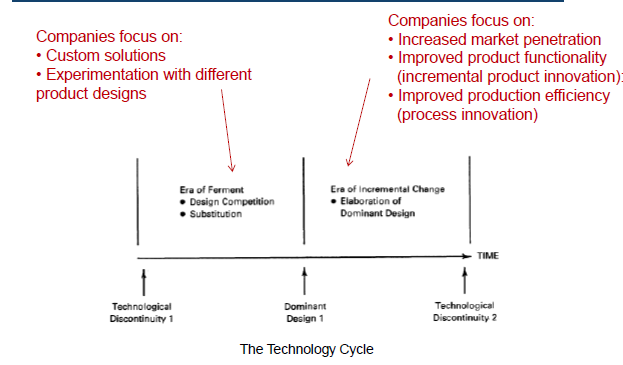 Companies focus on:
• Custom solutions
• Experimentation with different
product designs
Companies focus on:
• Increased market penetration
• Improved product functionality
(incremental product innovation):
• Improved production efficiency
(process innovation)
Era of Ferment
• Design Competition
• Substitution
Era of Incremental Change
• Elaboration of
Dominant Design
TIME
Technological
Discontinuity 1
Dominant
Design 1
Technological
Discontinuity 2
The Technology Cycle